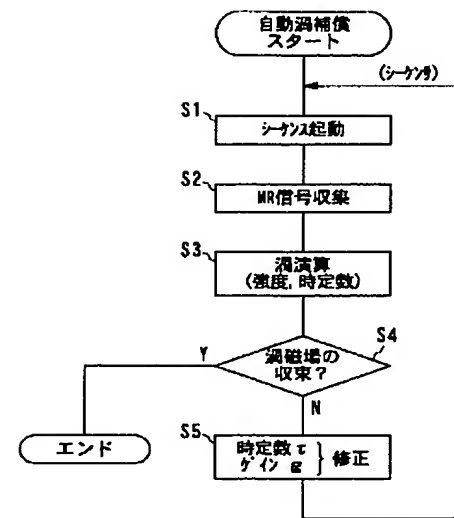 自動渦補償
スタート
(シーケンサ)
S1
シーケンス起動
S2
MR信号収集
S3
渦演算
(強度,時定数)
S4
渦磁場の
収束?
Y
N
エンド
S5
時定数 τ
ゲイン g
} 修正